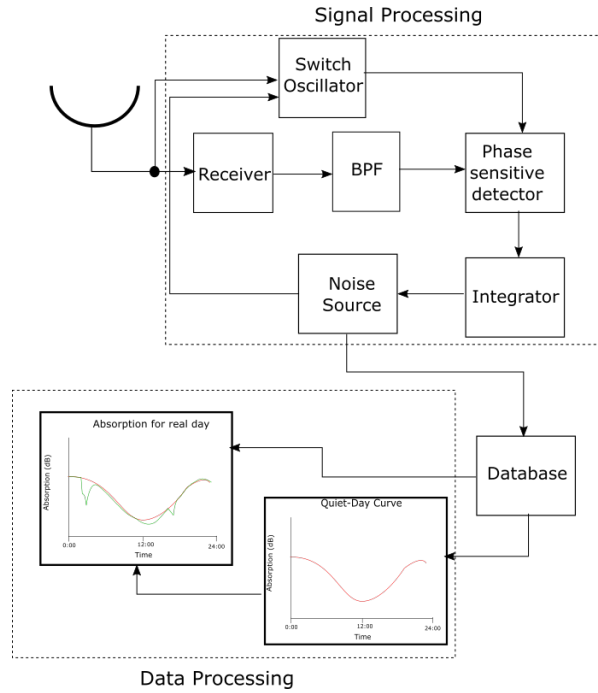 Signal Processing
Switch
Oscillator
Receiver
BPF
Phase
sensitive
detector
Noise
Source
Integrator
Database
Absorption for real day
Absorption (dB)
0:00
12:00
24:00
Time
Quiet-Day Curve
Absorption (dB)
0:00
12:00
24:00
Time
Data Processing